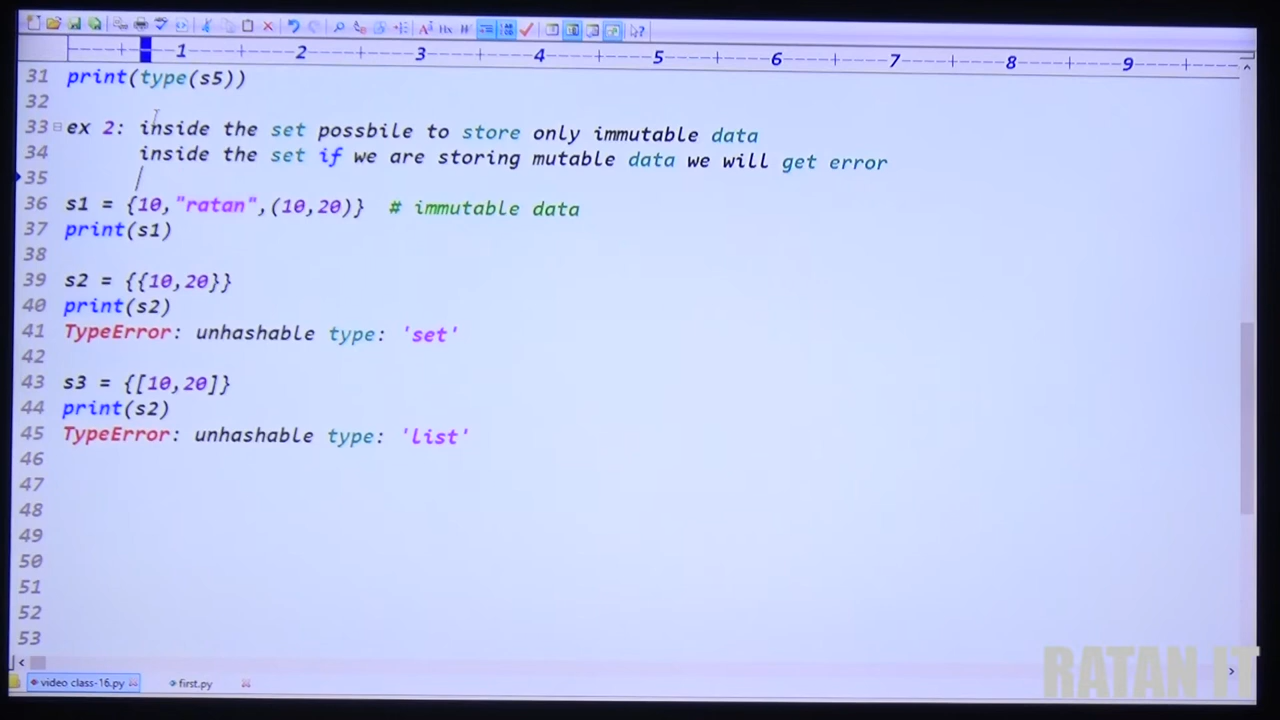 1 2 3 4 5 6 7 8 9
31 print(type(s5))
32
33 ex 2: inside the set possbile to store only immutable data
34 inside the set if we are storing mutable data we will get error
35
36 s1 = {10,"ratan",(10,20)} # immutable data
37 print(s1)
38
39 s2 = {{10,20}}
40 print(s2)
41 TypeError: unhashable type: 'set'
42
43 s3 = {[10,20]}
44 print(s2)
45 TypeError: unhashable type: 'list'
46
47
48
49
50
51
52
53
RATAN IT
video class-16.py first.py